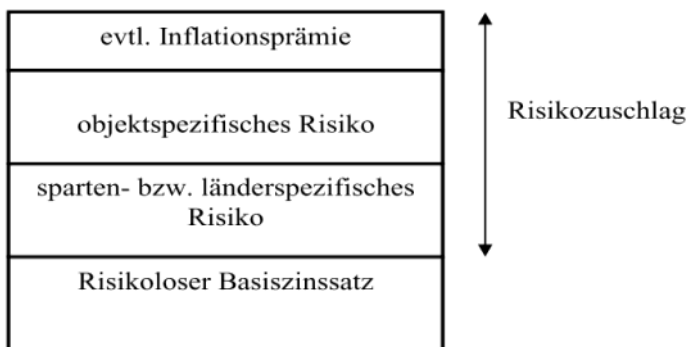 evtl. Inflationsprämie
objektspezifisches Risiko
Risikozuschlag
sparten- bzw. länderspezifisches
Risiko
Risikoloser Basiszinssatz